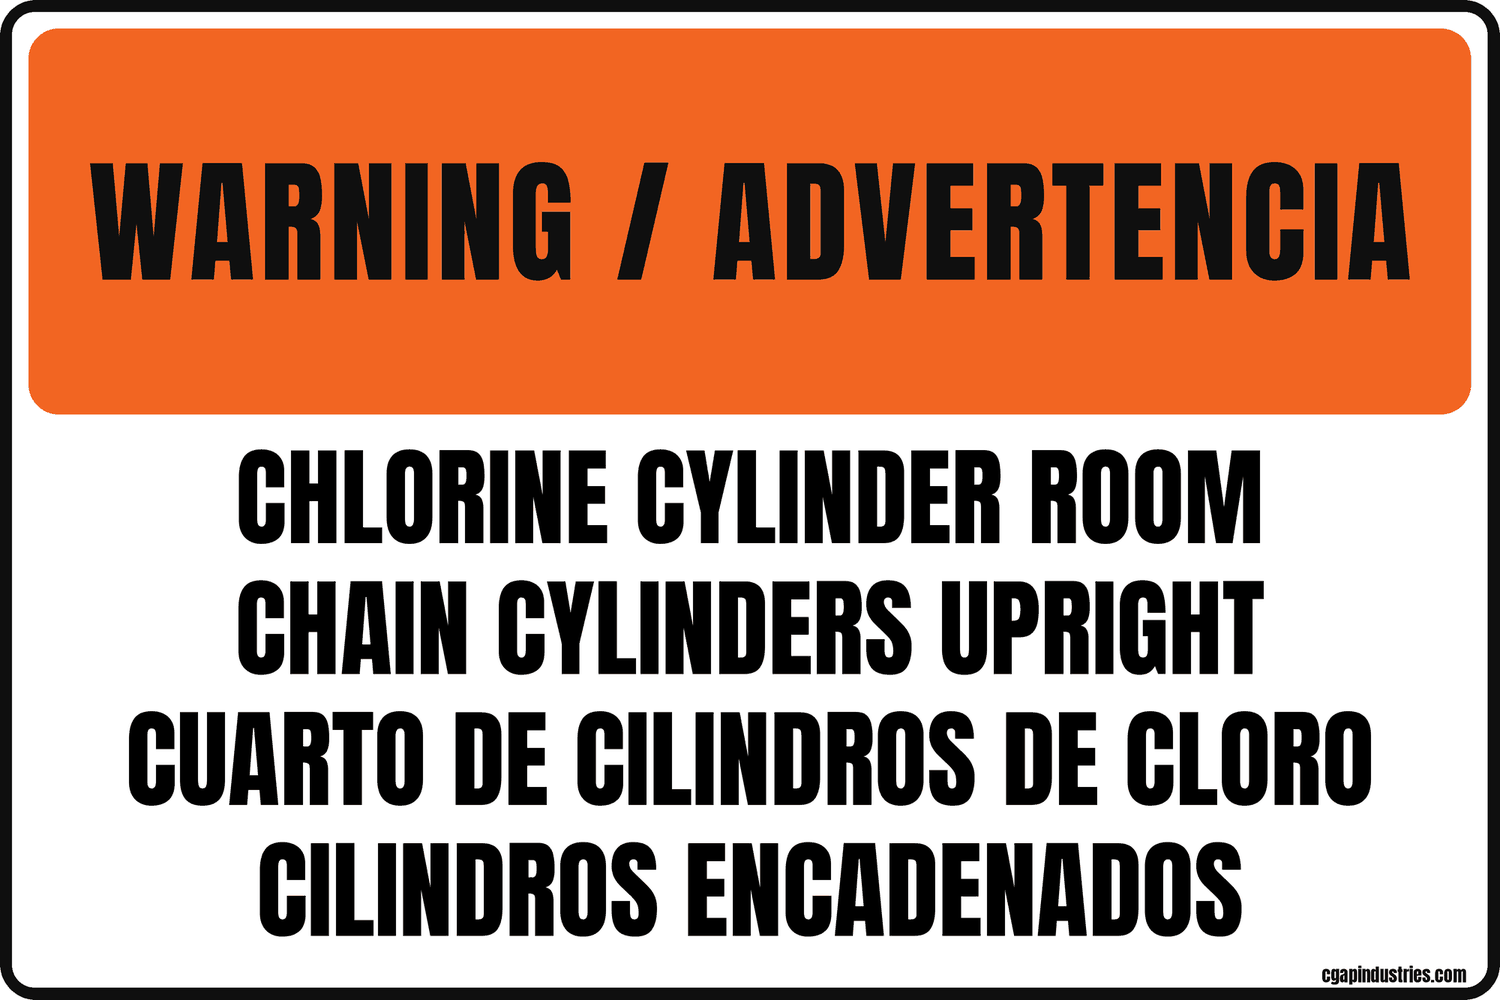 WARNING / ADVERTENCIA
CHLORINE CYLINDER ROOM
CHAIN CYLINDERS UPRIGHT
CUARTO DE CILINDROS DE CLORO
CILINDROS ENCADENADOS
cgapindustries.com